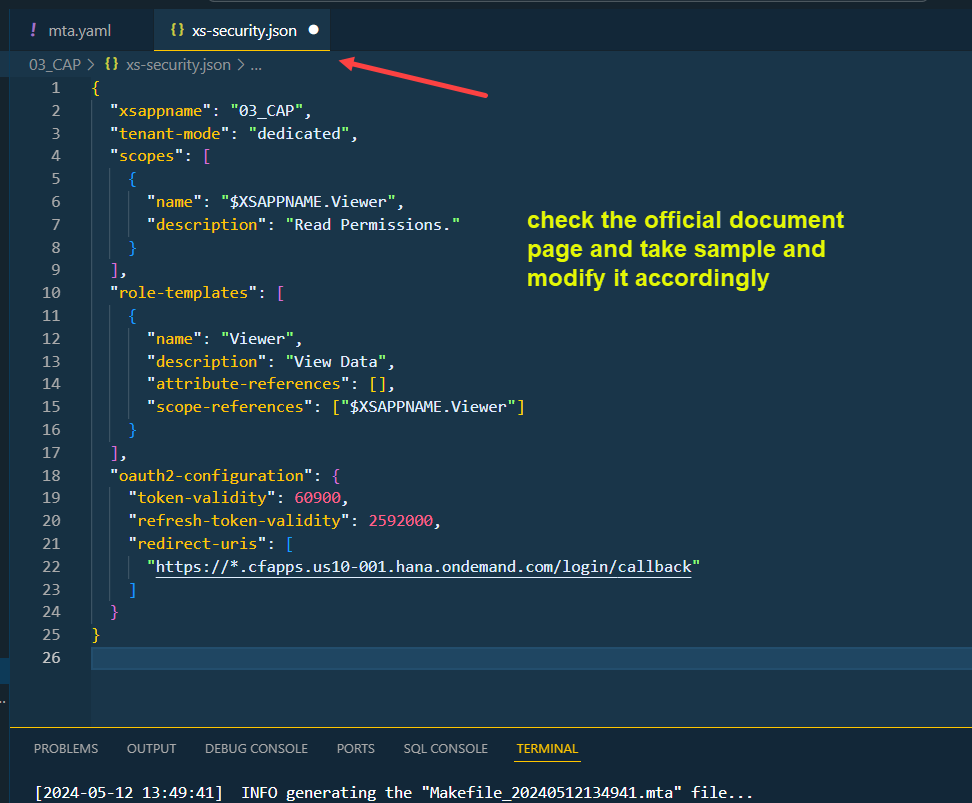 ! mta.yaml {} xs-security.json ●
03_CAP > {} xs-security.json > ...
1 {
2 "xsappname": "03_CAP",
3 "tenant-mode": "dedicated",
4 "scopes": [
5 {
6 "name": "$XSAPPNAME.Viewer",
7 "description": "Read Permissions."
8 }
9 ],
10 "role-templates": [
11 {
12 "name": "Viewer",
13 "description": "View Data",
14 "attribute-references": [],
15 "scope-references": ["$XSAPPNAME.Viewer"]
16 }
17 ],
18 "oauth2-configuration": {
19 "token-validity": 60900,
20 "refresh-token-validity": 2592000,
21 "redirect-uris": [
22 "https://*.cfapps.us10-001.hana.ondemand.com/login/callback"
23 ]
24 }
25 }
26
check the official document
page and take sample and
modify it accordingly
PROBLEMS OUTPUT DEBUG CONSOLE PORTS SQL CONSOLE TERMINAL
[2024-05-12 13:49:41] INFO generating the "Makefile_20240512134941.mta" file...